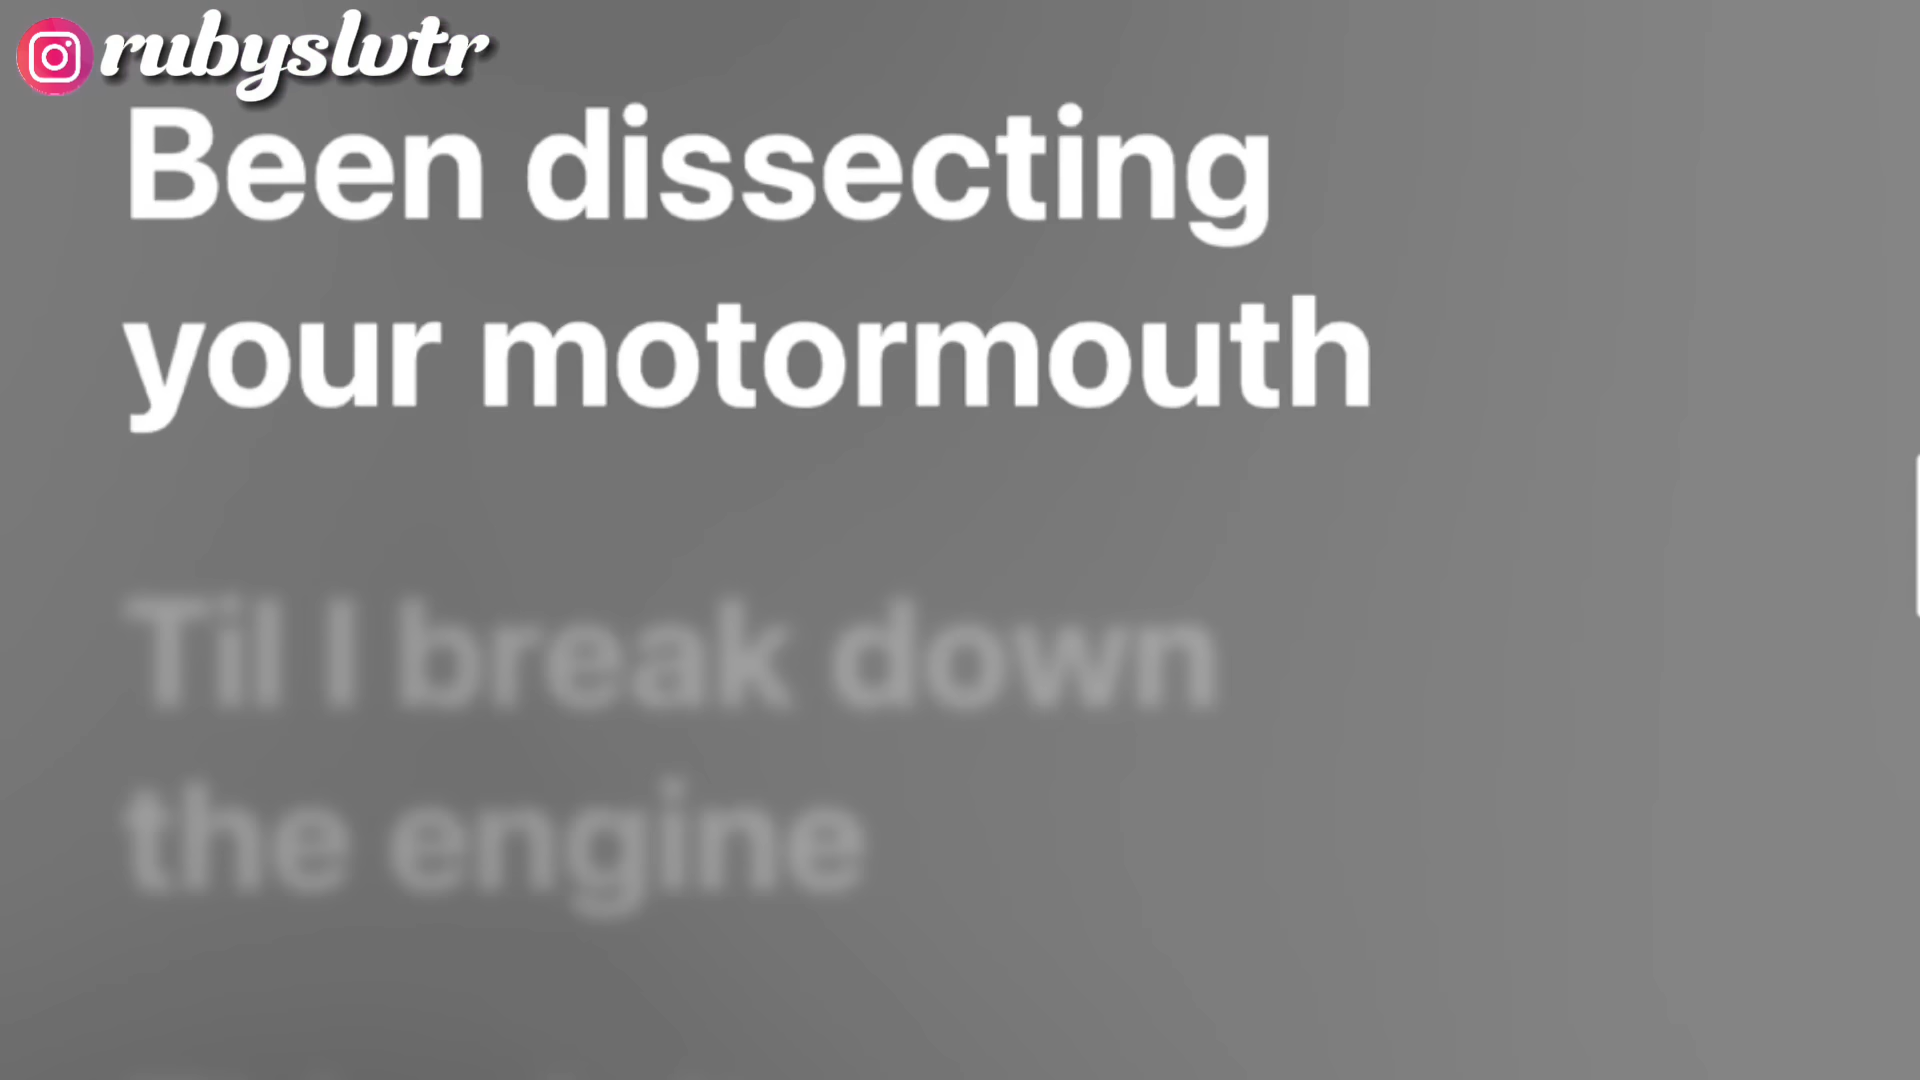 rubyslvtr
Been dissecting
your motormouth
Til I break down
the engine